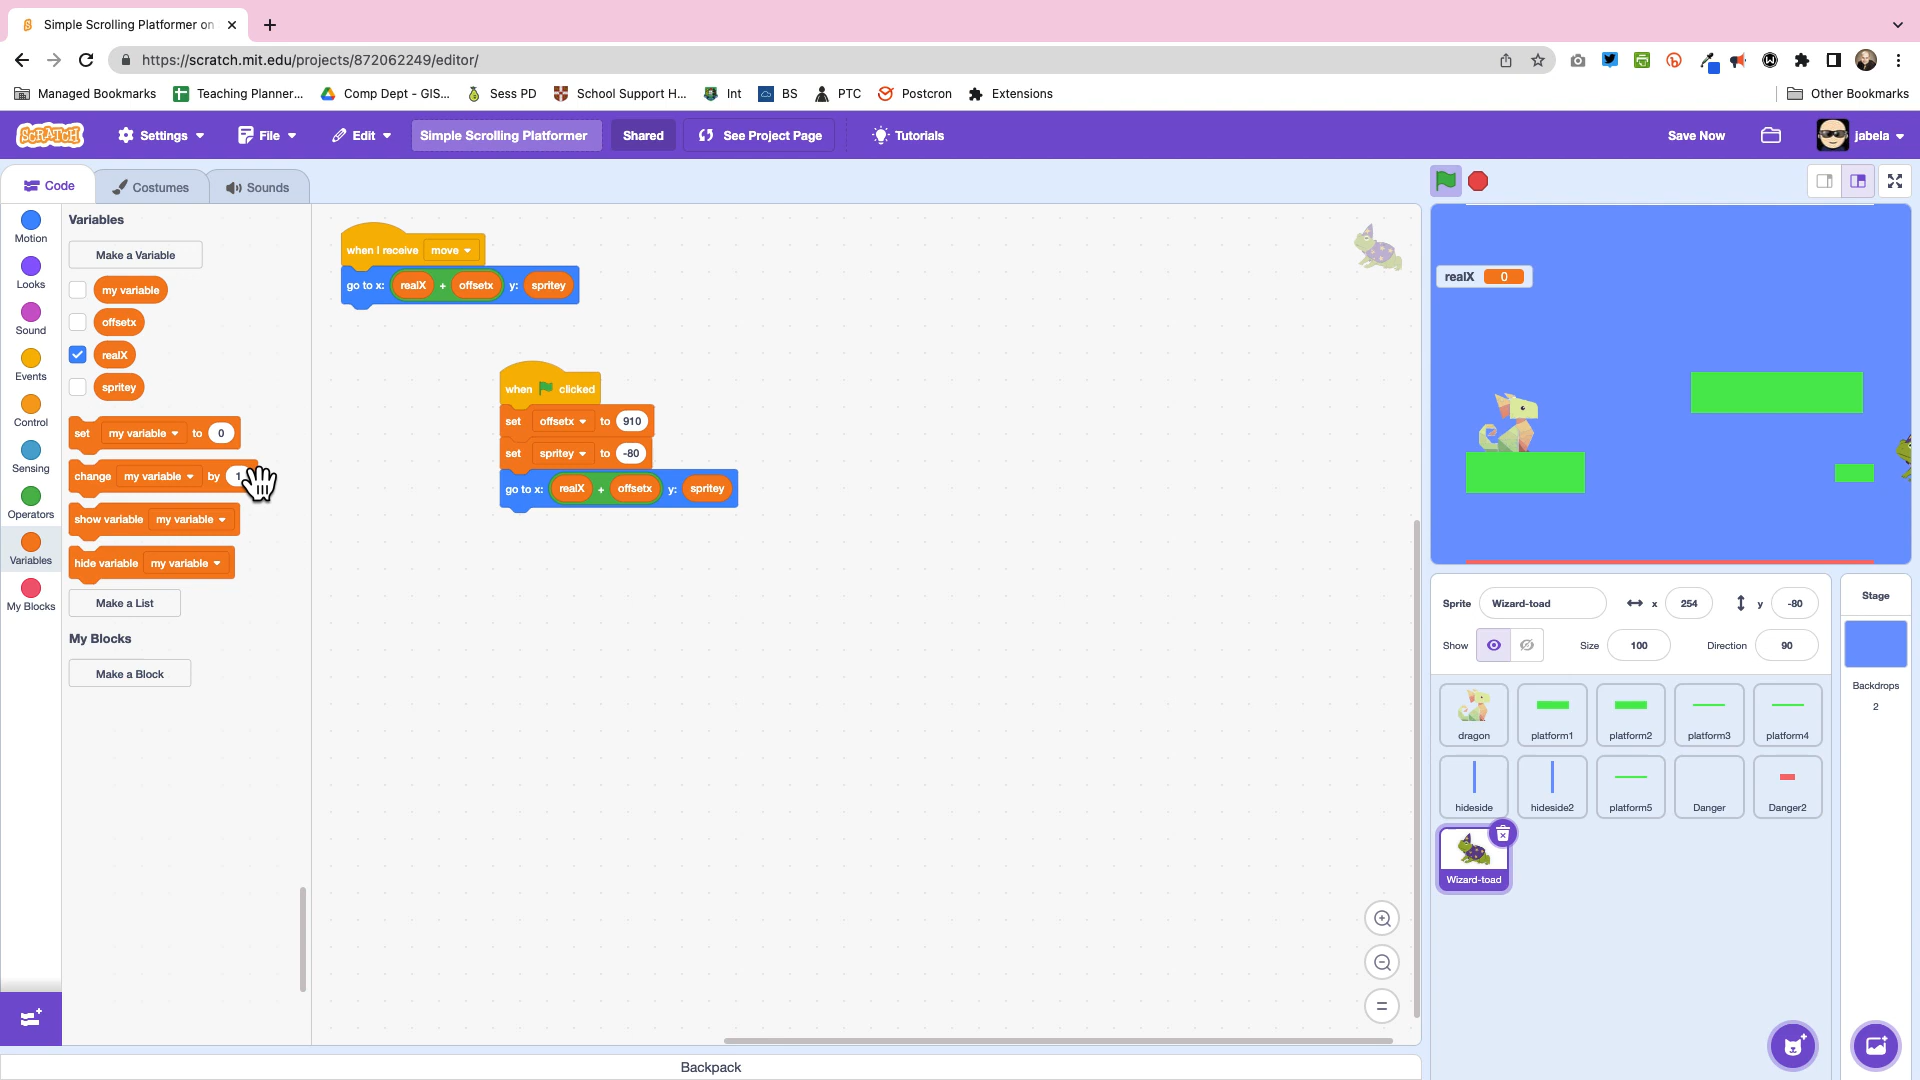 Simple Scrolling Platformer on
https://scratch.mit.edu/projects/872062249/editor/
Managed Bookmarks Teaching Planner... Comp Dept - GIS... Sess PD School Support H... Int BS PTC Postcron Extensions Other Bookmarks
SCRATCH Settings File Edit Simple Scrolling Platformer Shared See Project Page Tutorials Save Now jabela
Code Costumes Sounds
Motion
Looks
Sound
Events
Control
Sensing
Operators
Variables
My Blocks
Variables
Make a Variable
my variable
offsetx
realX
spritey
set my variable to 0
change my variable by 1
show variable my variable
hide variable my variable
Make a List
My Blocks
Make a Block
when I receive move
go to x: realX + offsetx y: spritey
when clicked
set offsetx to 910
set spritey to -80
go to x: realX + offsetx y: spritey
Backpack
realX 0
Sprite Wizard-toad x 254 y -80
Show Size 100 Direction 90
dragon platform1 platform2 platform3 platform4
hideside hideside2 platform5 Danger Danger2
Wizard-toad
Stage
Backdrops
2